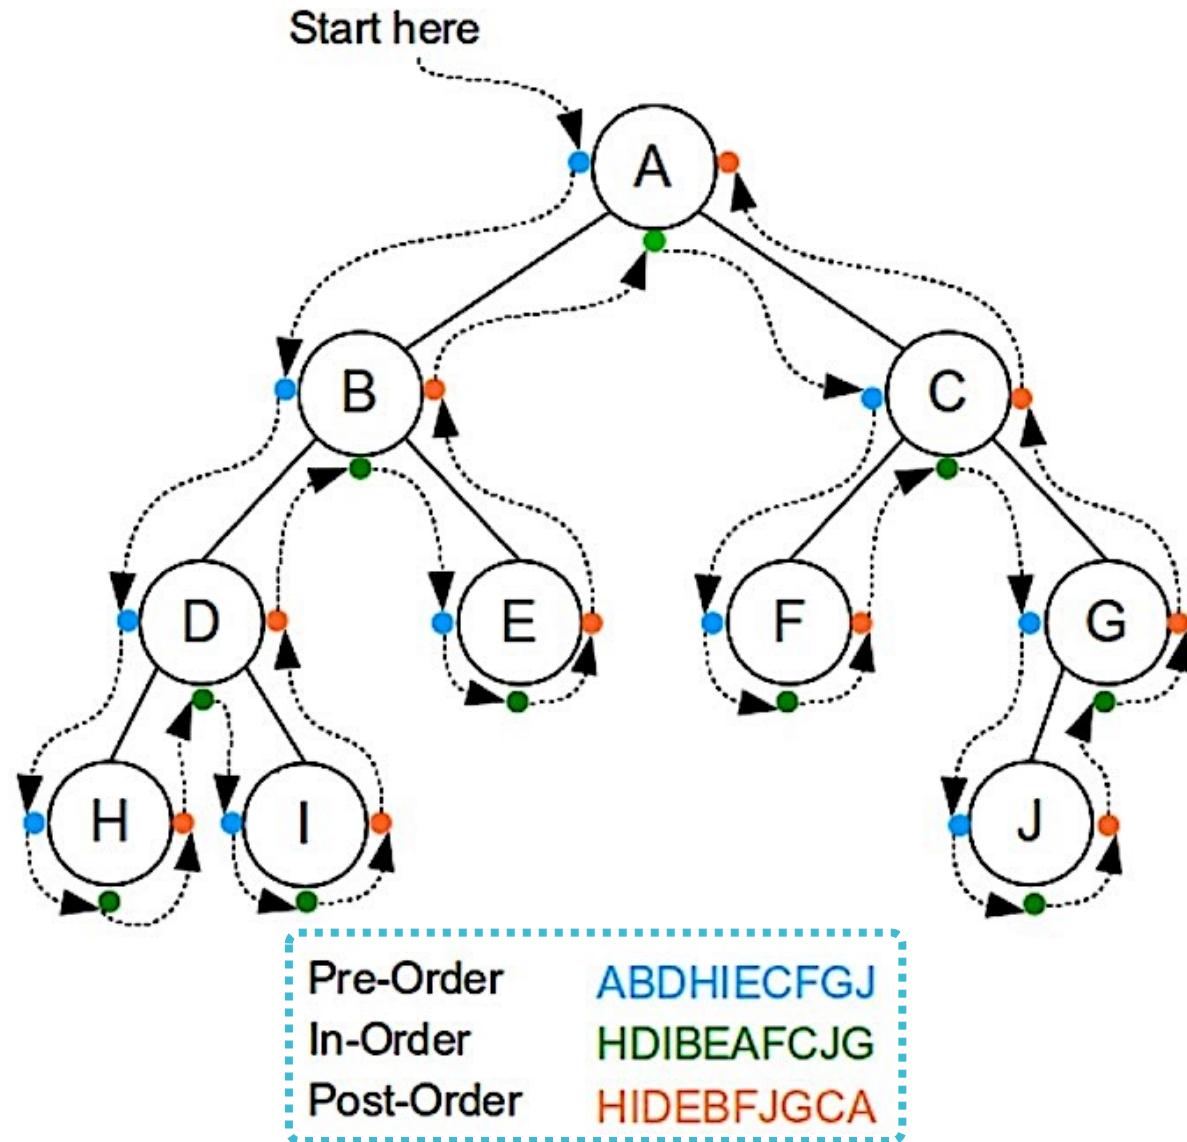 Start here
A
B
C
D
E
F
G
H
I
J
Pre-Order ABDHIECFGJ
In-Order HDIBEAFCJG
Post-Order HIDEBFJGCA